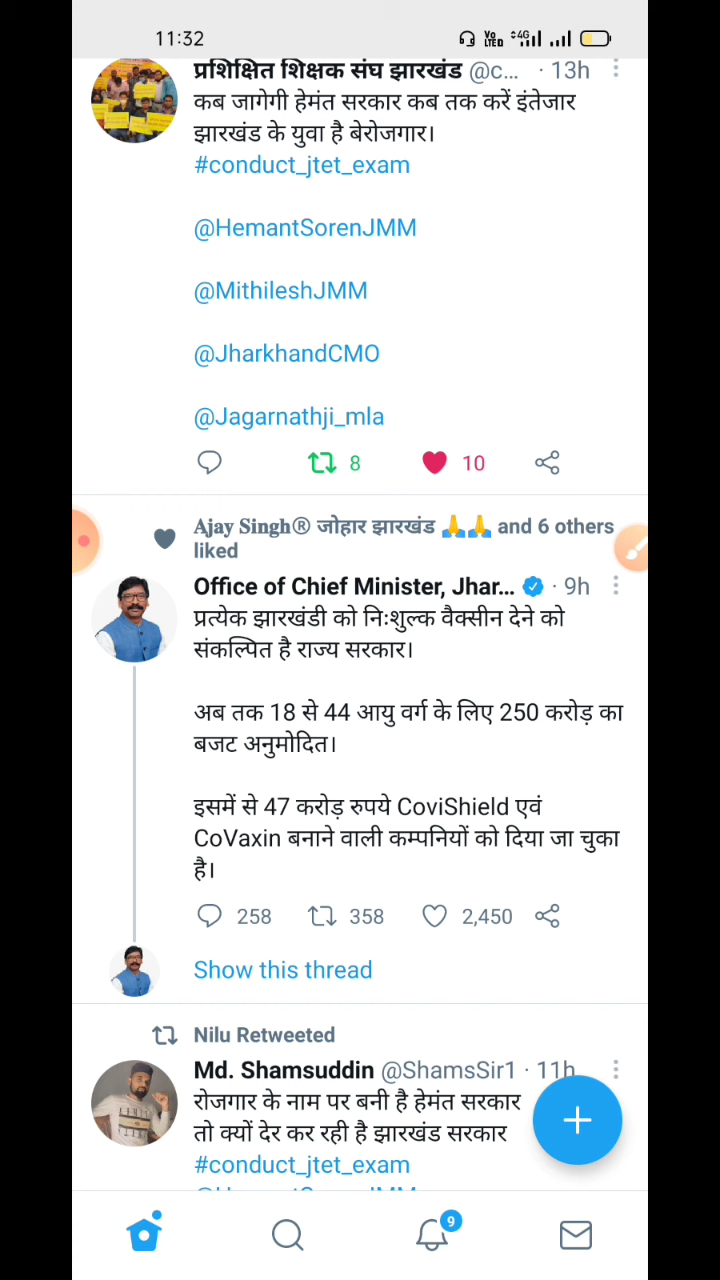 11:32
Vo LTED 4G
प्रशिक्षित शिक्षक संघ झारखंड @c... · 13h
कब जागेगी हेमंत सरकार कब तक करें इंतेजार
झारखंड के युवा है बेरोजगार।
#conduct_jtet_exam
@HemantSorenJMM
@MithileshJMM
@JharkhandCMO
@Jagarnathji_mla
8 10
Ajay Singh® जोहार झारखंड 🙏🙏 and 6 others
liked
Office of Chief Minister, Jhar... · 9h
प्रत्येक झारखंडी को निःशुल्क वैक्सीन देने को
संकल्पित है राज्य सरकार।
अब तक 18 से 44 आयु वर्ग के लिए 250 करोड़ का
बजट अनुमोदित।
इसमें से 47 करोड़ रुपये CoviShield एवं
CoVaxin बनाने वाली कम्पनियों को दिया जा चुका
है।
258 358 2,450
Show this thread
Nilu Retweeted
Md. Shamsuddin @ShamsSir1 · 11h
रोजगार के नाम पर बनी है हेमंत सरकार
तो क्यों देर कर रही है झारखंड सरकार
#conduct_jtet_exam
9